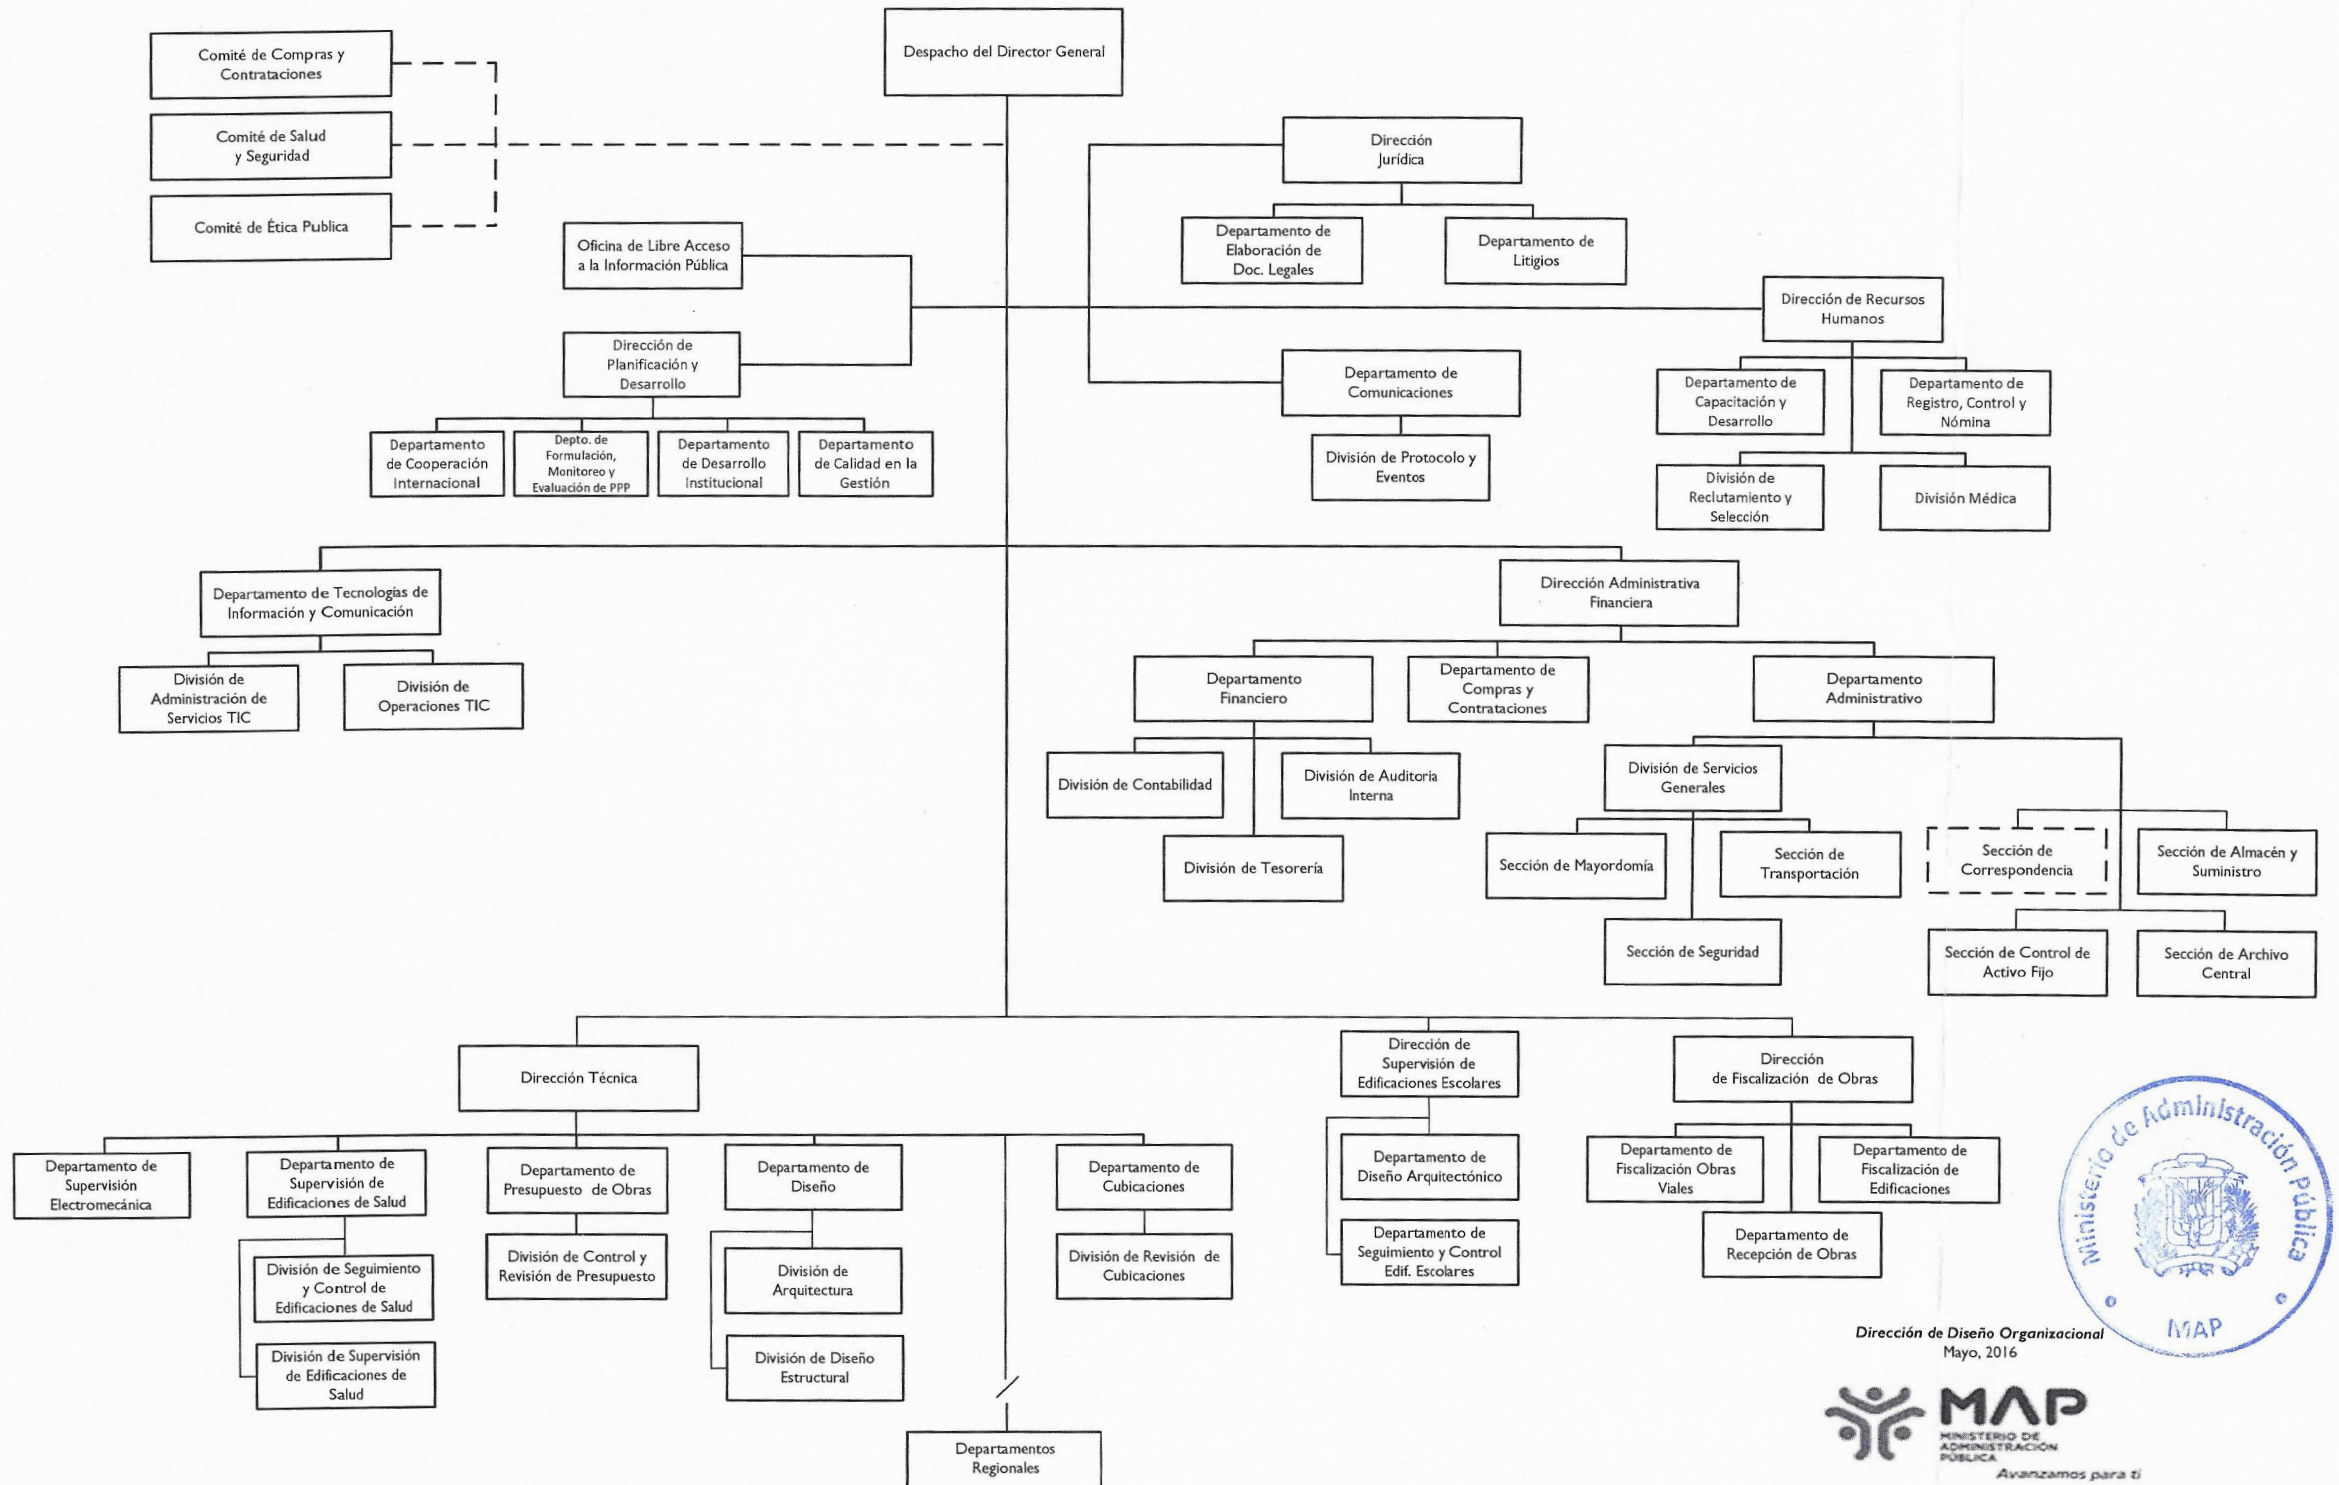 Despacho del Director General
Comité de Compras y
Contrataciones
Comité de Salud
y Seguridad
Comité de Ética Publica
Dirección
Jurídica
Departamento de
Elaboración de
Doc. Legales
Departamento de
Litigios
Oficina de Libre Acceso
a la Información Pública
Dirección de Recursos
Humanos
Dirección de
Planificación y
Desarrollo
Departamento de
Comunicaciones
División de Protocolo y
Eventos
Departamento de
Capacitación y
Desarrollo
Departamento de
Registro, Control y
Nómina
División de
Reclutamiento y
Selección
División Médica
Departamento
de Cooperación
Internacional
Depto. de
Formulación,
Monitoreo y
Evaluación de PPP
Departamento
de Desarrollo
Institucional
Departamento
de Calidad en la
Gestión
Departamento de Tecnologías de
Información y Comunicación
División de
Administración de
Servicios TIC
División de
Operaciones TIC
Dirección Administrativa
Financiera
Departamento
Financiero
Departamento de
Compras y
Contrataciones
Departamento
Administrativo
División de Contabilidad
División de Auditoria
Interna
División de Tesorería
División de Servicios
Generales
Sección de Mayordomía
Sección de
Transportación
Sección de Seguridad
Sección de
Correspondencia
Sección de Almacén y
Suministro
Sección de Control de
Activo Fijo
Sección de Archivo
Central
Dirección Técnica
Dirección de
Supervisión de
Edificaciones Escolares
Dirección
de Fiscalización de Obras
Departamento de
Supervisión
Electromecánica
Departamento de
Supervisión de
Edificaciones de Salud
Departamento de
Presupuesto de Obras
Departamento de
Diseño
Departamento de
Cubicaciones
Departamento de
Diseño Arquitectónico
Departamento de
Fiscalización Obras
Viales
Departamento de
Fiscalización de
Edificaciones
División de Seguimiento
y Control de
Edificaciones de Salud
División de Control y
Revisión de Presupuesto
División de
Arquitectura
División de Revisión de
Cubicaciones
Departamento de
Seguimiento y Control
Edif. Escolares
Departamento de
Recepción de Obras
División de Supervisión
de Edificaciones de
Salud
División de Diseño
Estructural
Departamentos
Regionales
Ministerio de Administración Pública
MAP
Dirección de Diseño Organizacional
Mayo, 2016
MAP
MINISTERIO DE
ADMINISTRACIÓN
PÚBLICA
Avanzamos para ti